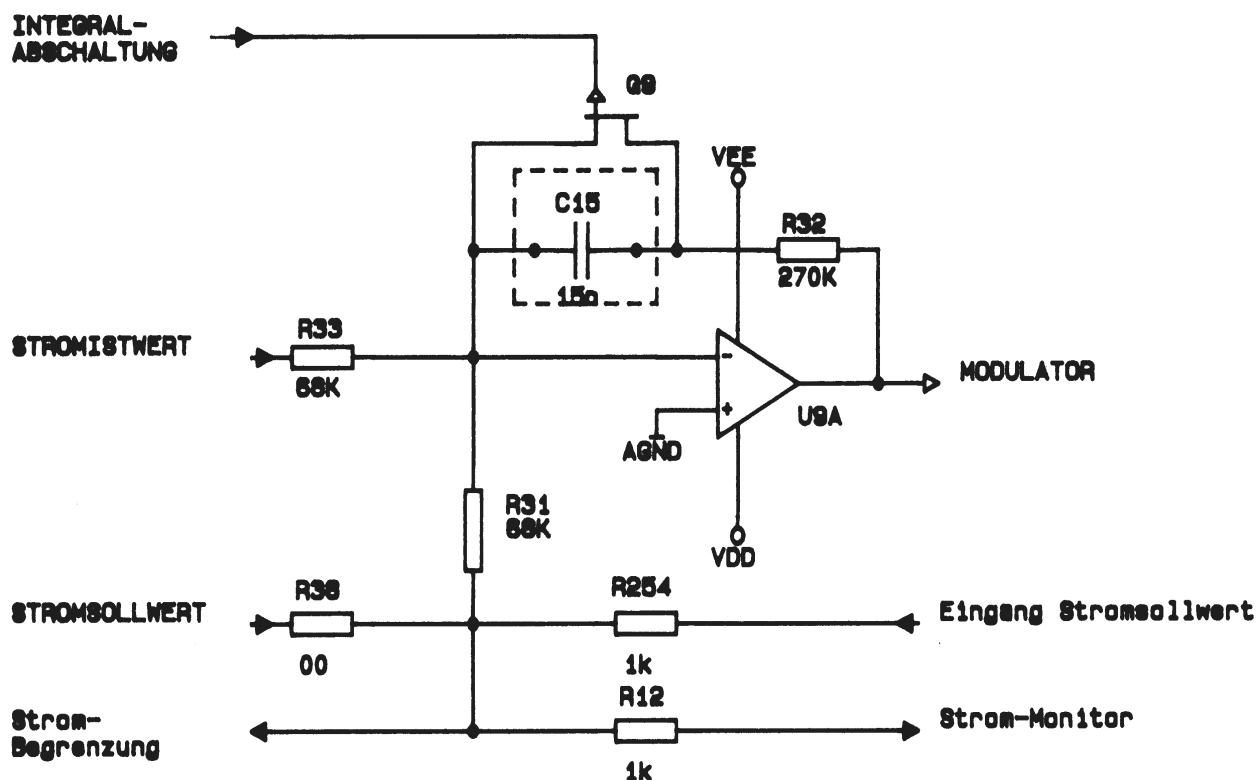 INTEGRAL-
ABSCHALTUNG
Q9
VEE
C15
R32
15n
270K
STROMISTWERT
R33
68K
-
+
MODULATOR
U9A
AGND
R31
68K
VDD
STROMSOLLWERT
R36
R254
Eingang Stromsollwert
00
1k
Strom-
Begrenzung
R12
Strom-Monitor
1k